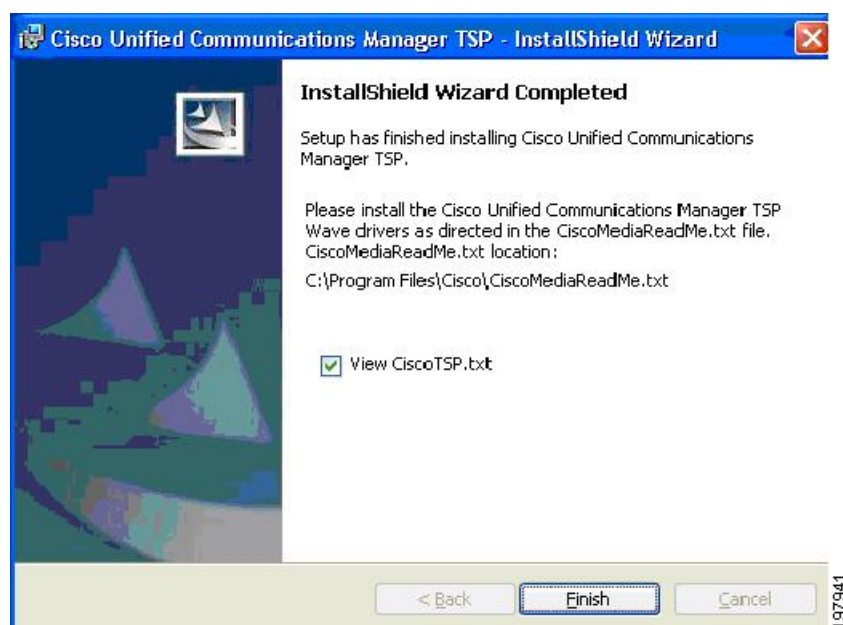 Cisco Unified Communications Manager TSP - InstallShield Wizard
InstallShield Wizard Completed
Setup has finished installing Cisco Unified Communications
Manager TSP.
Please install the Cisco Unified Communications Manager TSP
Wave drivers as directed in the CiscoMediaReadMe.txt file.
CiscoMediaReadMe.txt location:
C:\Program Files\Cisco\CiscoMediaReadMe.txt
View CiscoTSP.txt
< Back
Finish
Cancel
197941